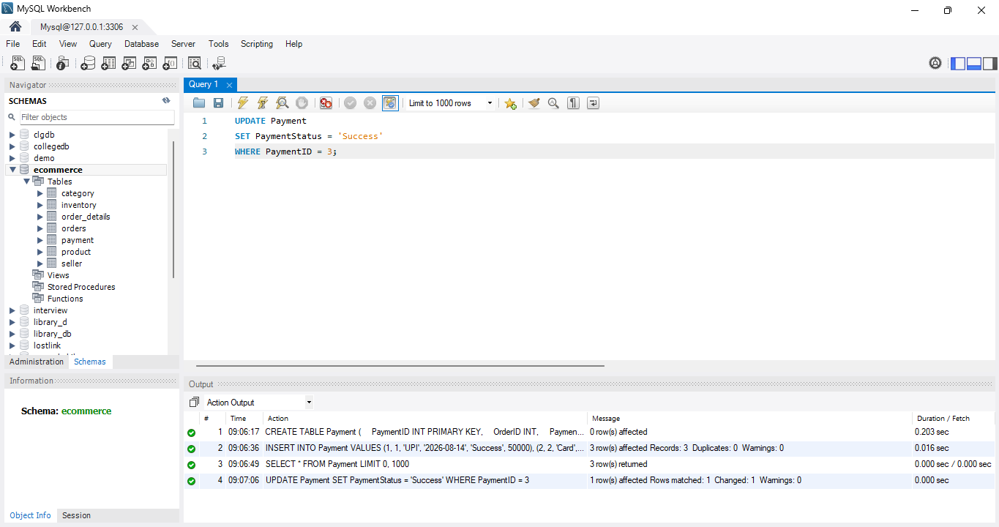 MySQL Workbench
Mysql@127.0.0.1:3306
File Edit View Query Database Server Tools Scripting Help
Navigator
SCHEMAS
Filter objects
clgdb
collegedb
demo
ecommerce
Tables
category
inventory
order_details
orders
payment
product
seller
Views
Stored Procedures
Functions
interview
library_d
library_db
lostlink
Administration Schemas
Information
Schema: ecommerce
Object Info Session
Query 1
Limit to 1000 rows
1 UPDATE Payment
2 SET PaymentStatus = 'Success'
3 WHERE PaymentID = 3;
Output
Action Output
# Time Action Message Duration / Fetch
1 09:06:17 CREATE TABLE Payment ( PaymentID INT PRIMARY KEY, OrderID INT, Paymen... 0 row(s) affected 0.203 sec
2 09:06:36 INSERT INTO Payment VALUES (1, 1, 'UPI', '2026-08-14', 'Success', 50000), (2, 2, 'Card',... 3 row(s) affected Records: 3 Duplicates: 0 Warnings: 0 0.016 sec
3 09:06:49 SELECT * FROM Payment LIMIT 0, 1000 3 row(s) returned 0.000 sec / 0.000 sec
4 09:07:06 UPDATE Payment SET PaymentStatus = 'Success' WHERE PaymentID = 3 1 row(s) affected Rows matched: 1 Changed: 1 Warnings: 0 0.000 sec